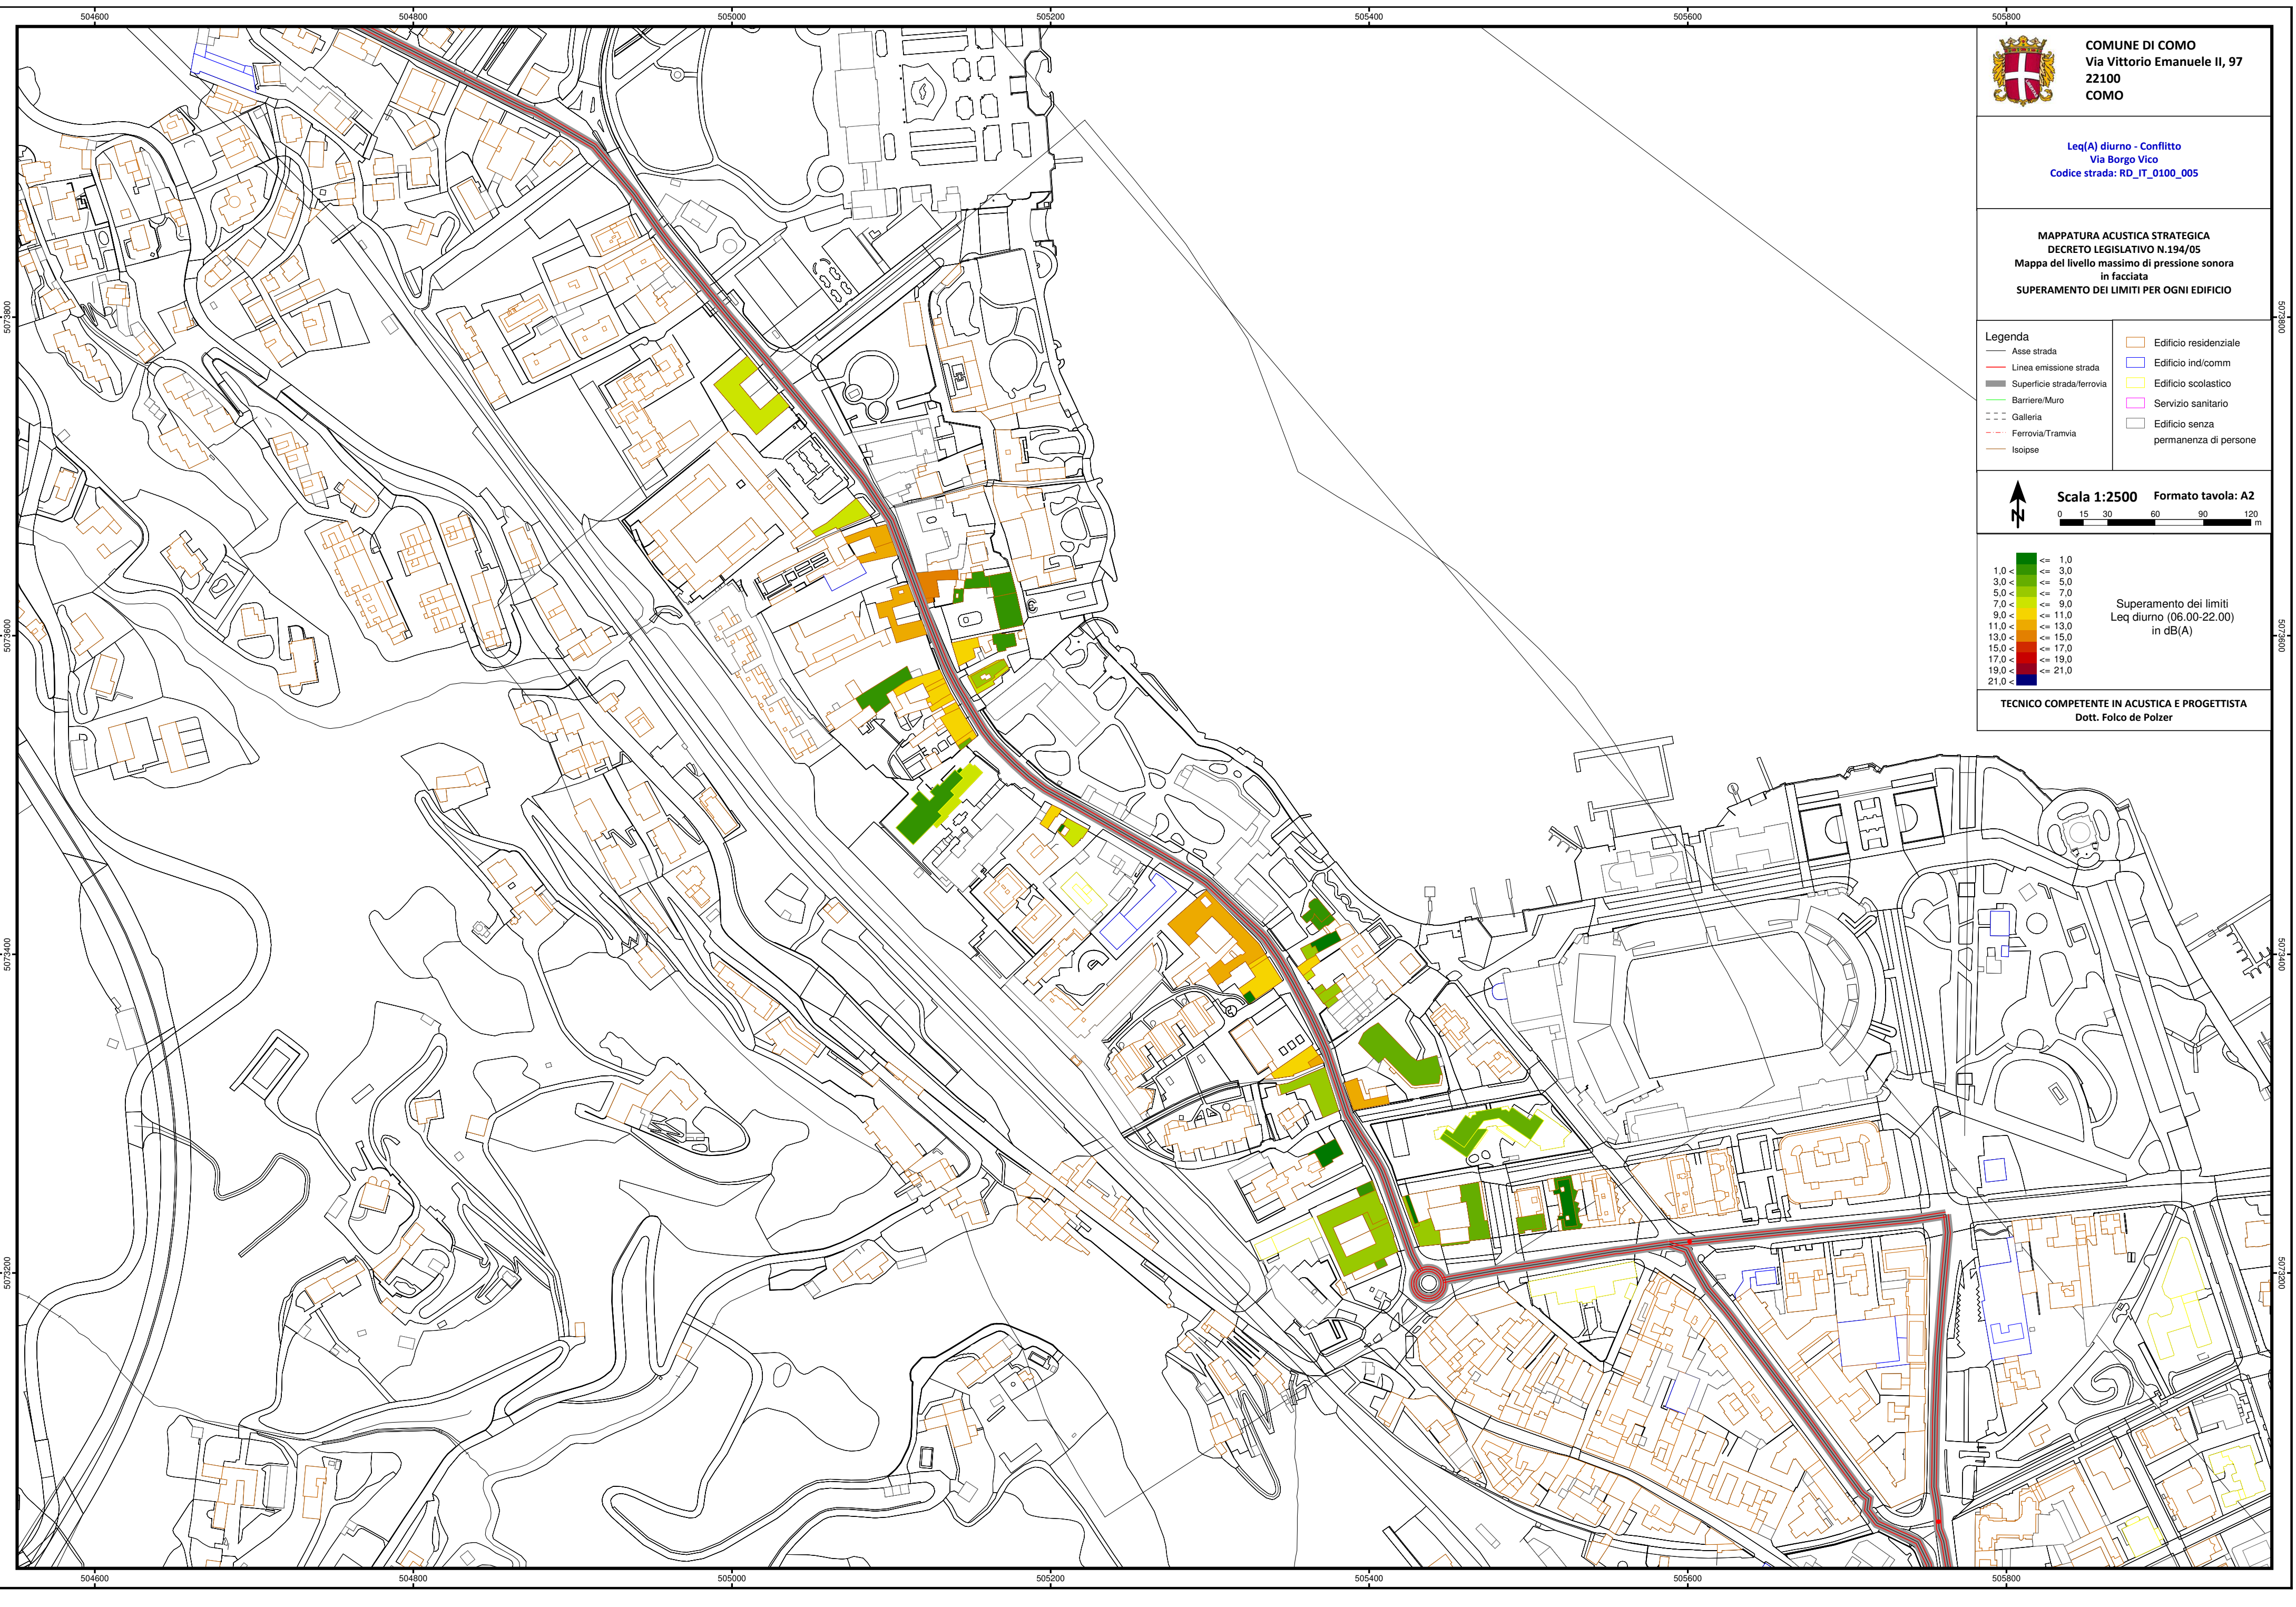 504600
504800
505000
505200
505400
505600
505800
COMUNE DI COMO
Via Vittorio Emanuele II, 97
22100
COMO
Leq(A) diurno - Conflitto
Via Borgo Vico
Codice strada: RD_IT_0100_005
MAPPATURA ACUSTICA STRATEGICA
DECRETO LEGISLATIVO N.194/05
Mappa del livello massimo di pressione sonora
in facciata
SUPERAMENTO DEI LIMITI PER OGNI EDIFICIO
5073800
5073800
Legenda
Asse strada
Linea emissione strada
Superficie strada/ferrovia
Barriere/Muro
Galleria
Ferrovia/Tramvia
Isoipse
Edificio residenziale
Edificio ind/comm
Edificio scolastico
Servizio sanitario
Edificio senza
permanenza di persone
N
Scala 1:2500 Formato tavola: A2
0 15 30 60 90 120
m
<= 1,0
1,0 < <= 3,0
3,0 < <= 5,0
5,0 < <= 7,0
7,0 < <= 9,0
9,0 < <= 11,0
11,0 < <= 13,0
13,0 < <= 15,0
15,0 < <= 17,0
17,0 < <= 19,0
19,0 < <= 21,0
21,0 <
Superamento dei limiti
Leq diurno (06.00-22.00)
in dB(A)
5073600
5073600
TECNICO COMPETENTE IN ACUSTICA E PROGETTISTA
Dott. Folco de Polzer
5073400
5073400
5073200
5073200
504600
504800
505000
505200
505400
505600
505800